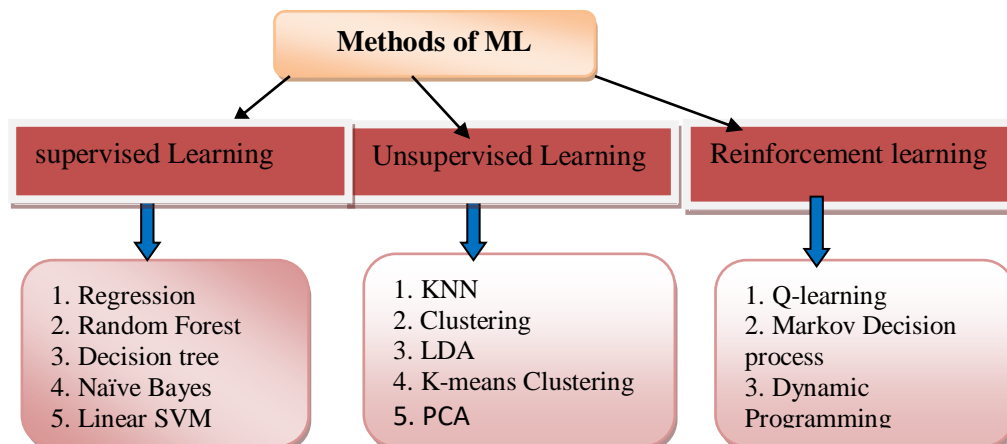 Methods of ML
supervised Learning
Unsupervised Learning
Reinforcement learning
1. Regression
2. Random Forest
3. Decision tree
4. Naïve Bayes
5. Linear SVM
1. KNN
2. Clustering
3. LDA
4. K-means Clustering
5. PCA
1. Q-learning
2. Markov Decision
process
3. Dynamic
Programming